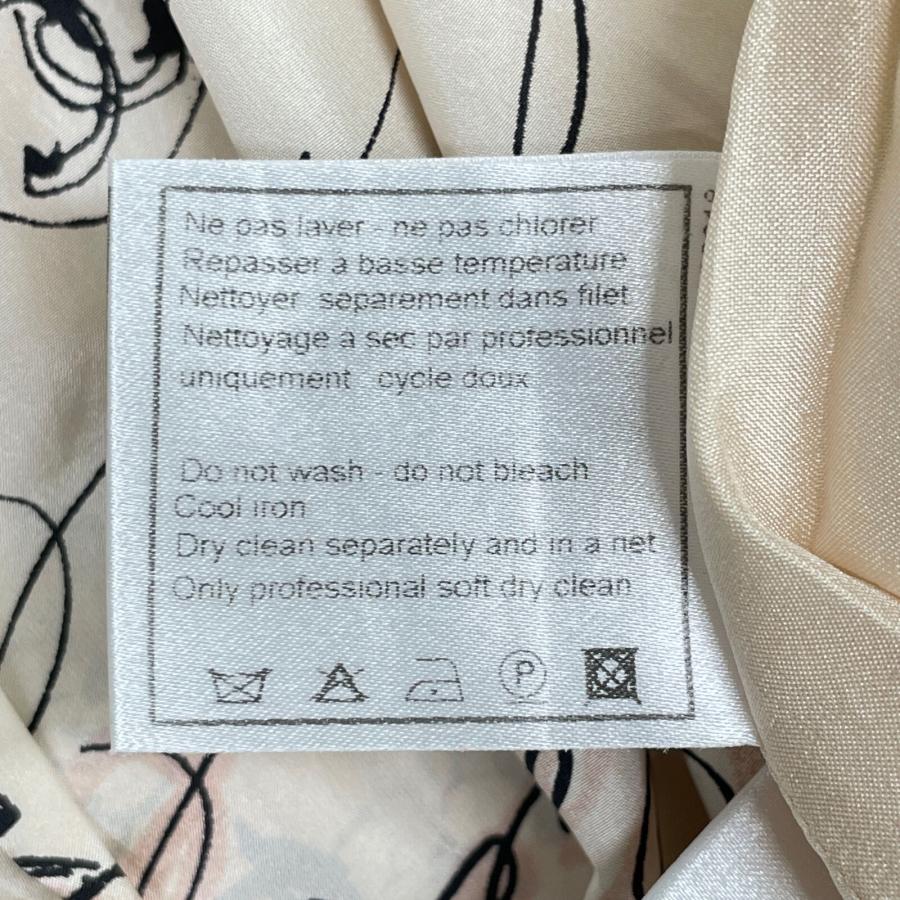 Ne pas laver - ne pas chlorer
Repasser à basse temperature
Nettoyer separement dans filet
Nettoyage à sec par professionnel
uniquement cycle doux
Do not wash - do not bleach
Cool iron
Dry clean separately and in a net
Only professional soft dry clean
P